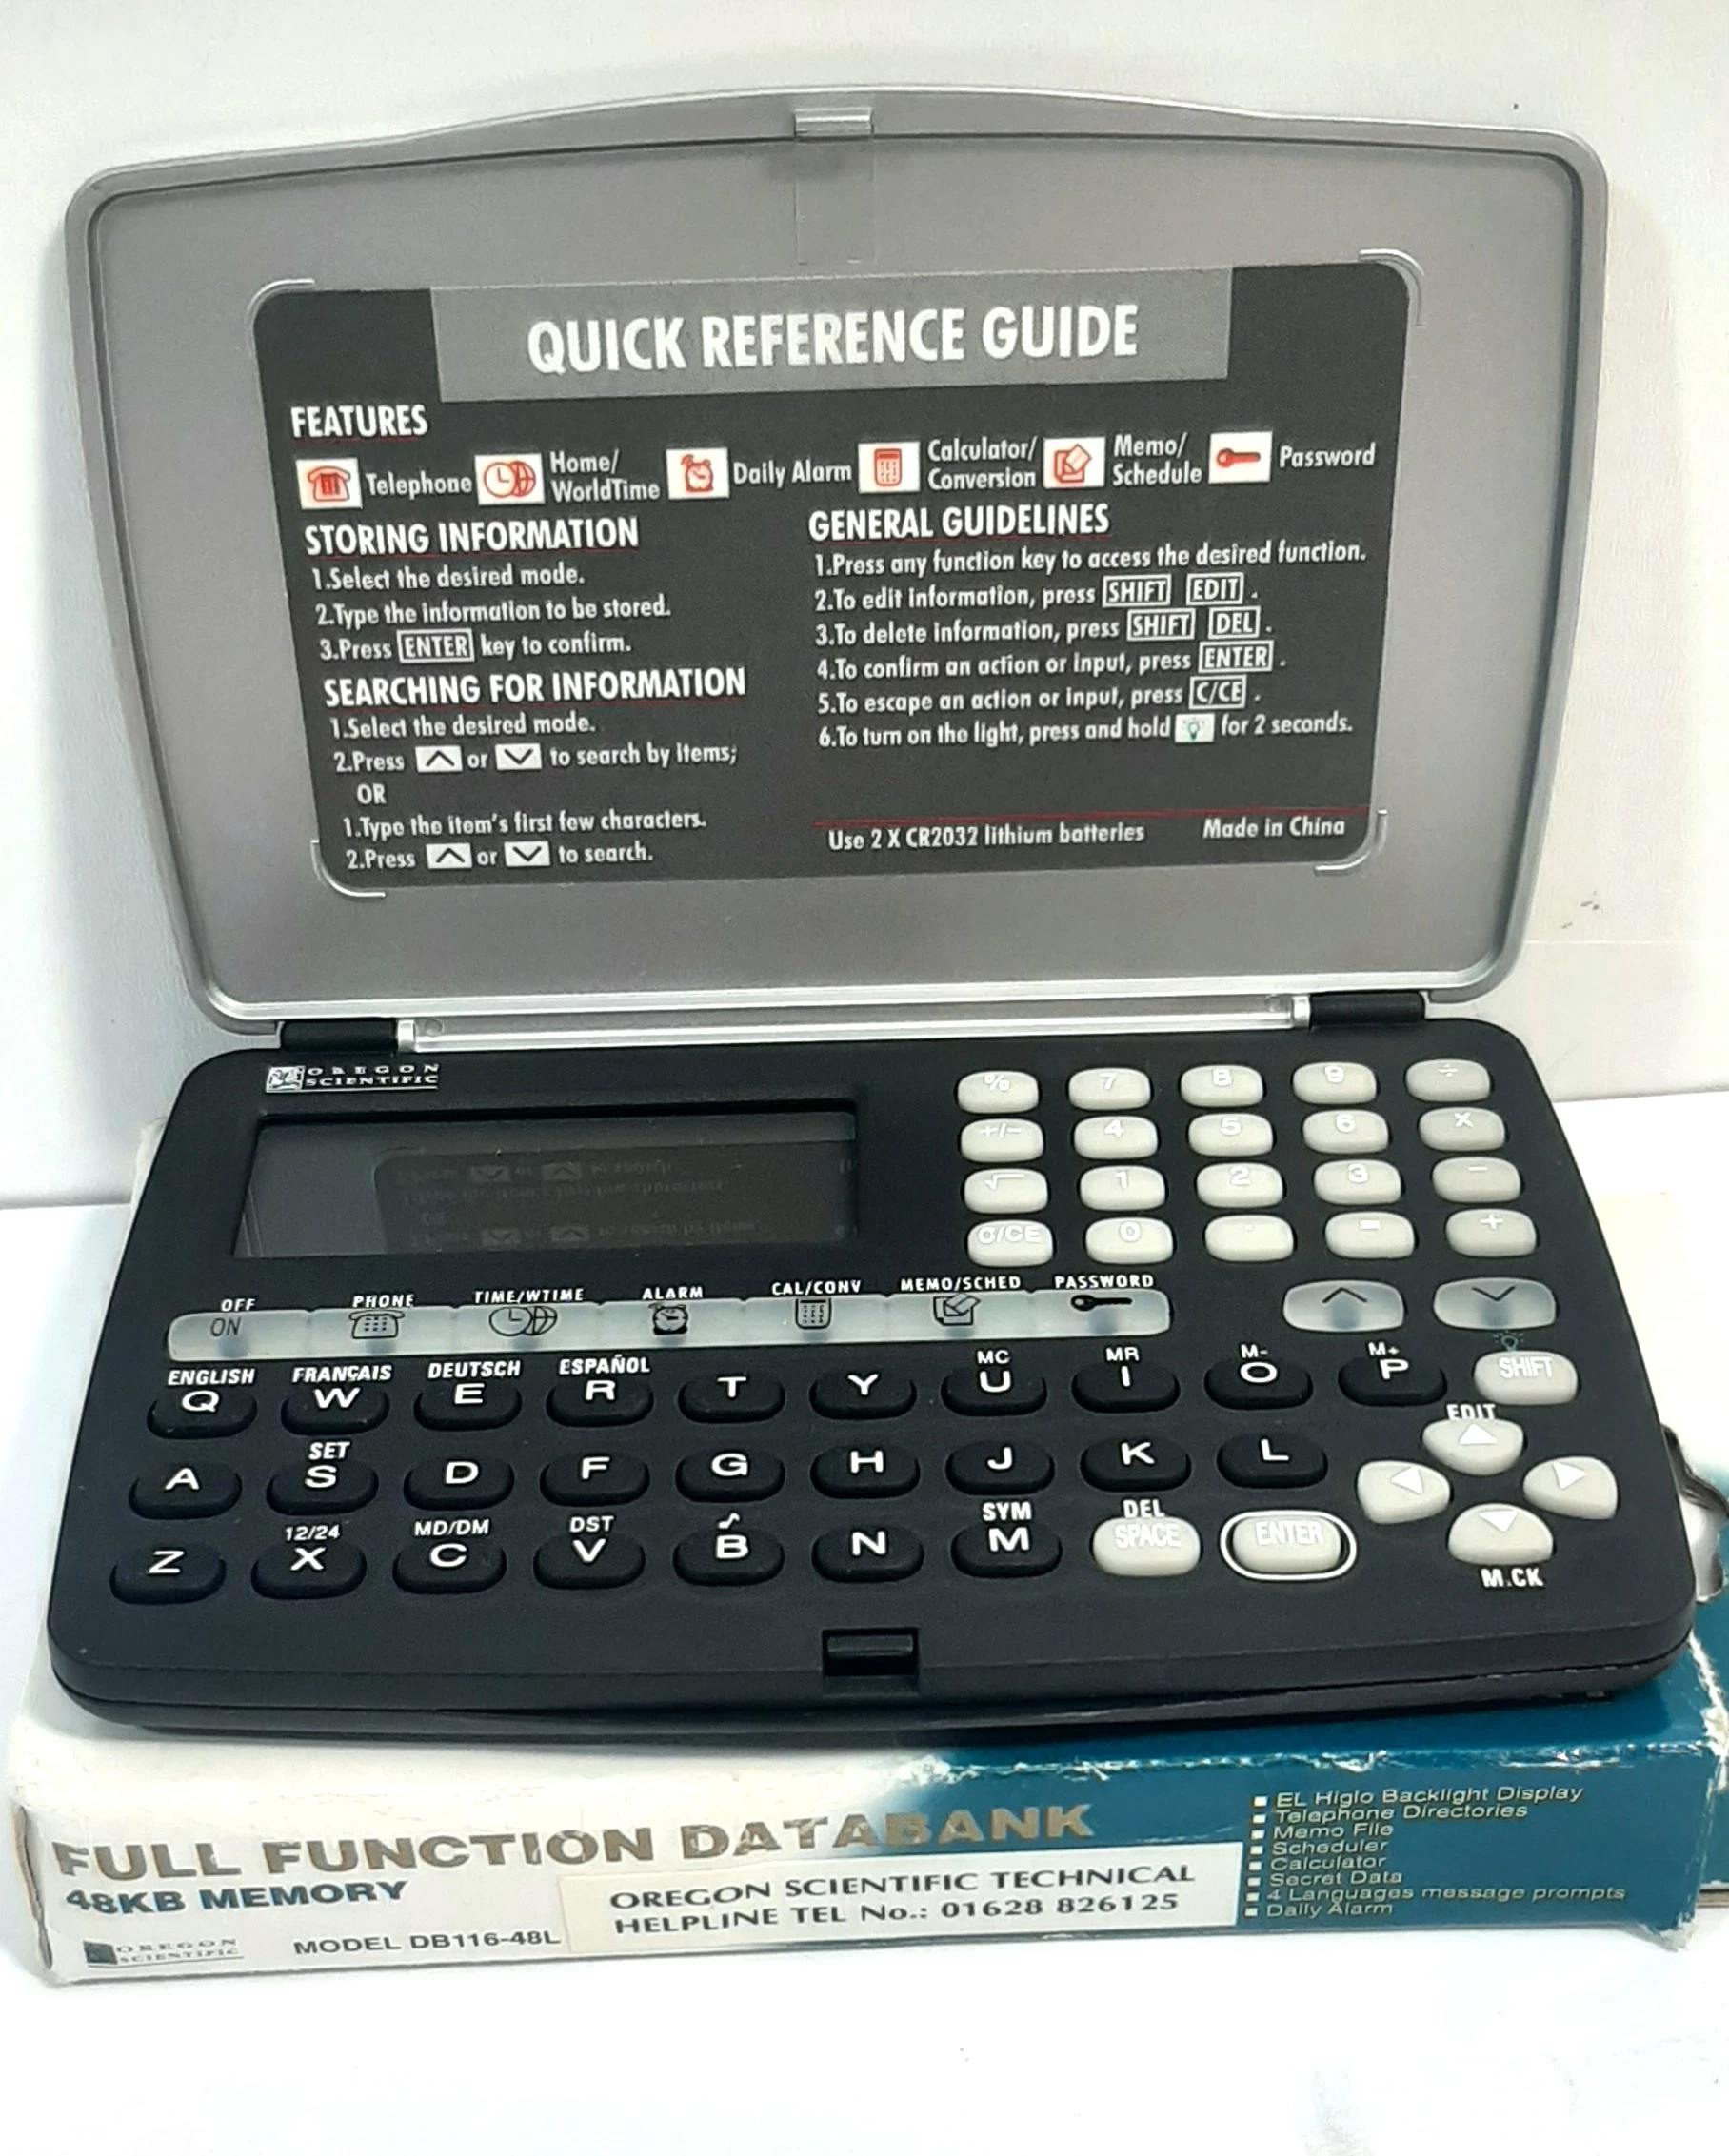 QUICK REFERENCE GUIDE
FEATURES
Telephone
Home/
WorldTime
Daily Alarm
Calculator/
Conversion
Memo/
Schedule
Password
STORING INFORMATION
1.Select the desired mode.
2.Type the information to be stored.
3.Press ENTER key to confirm.
SEARCHING FOR INFORMATION
1.Select the desired mode.
2.Press or to search by items;
OR
1.Type the item's first few characters.
2.Press or to search.
GENERAL GUIDELINES
1.Press any function key to access the desired function.
2.To edit information, press SHIFT EDIT .
3.To delete information, press SHIFT DEL .
4.To confirm an action or input, press ENTER .
5.To escape an action or input, press C/CE .
6.To turn on the light, press and hold for 2 seconds.
Use 2 X CR2032 lithium batteries Made in China
OREGON
SCIENTIFIC
% 7 8 9 ÷
+/− 4 5 6 ×
√ 1 2 3 −
C/CE 0 . = +
OFF PHONE TIME/WTIME ALARM CAL/CONV MEMO/SCHED PASSWORD
ON
ENGLISH FRANÇAIS DEUTSCH ESPAÑOL MC MR M- M+
Q W E R T Y U I O P SHIFT
SET EDIT
A S D F G H J K L
12/24 MD/DM DST SYM DEL
Z X C V B N M SPACE ENTER
M.CK
FULL FUNCTION DATABANK
48KB MEMORY
OREGON
SCIENTIFIC
MODEL DB116-48L
OREGON SCIENTIFIC TECHNICAL
HELPLINE TEL No.: 01628 826125
EL Higlo Backlight Display
Telephone Directories
Memo File
Scheduler
Calculator
Secret Data
4 Languages message prompts
Daily Alarm